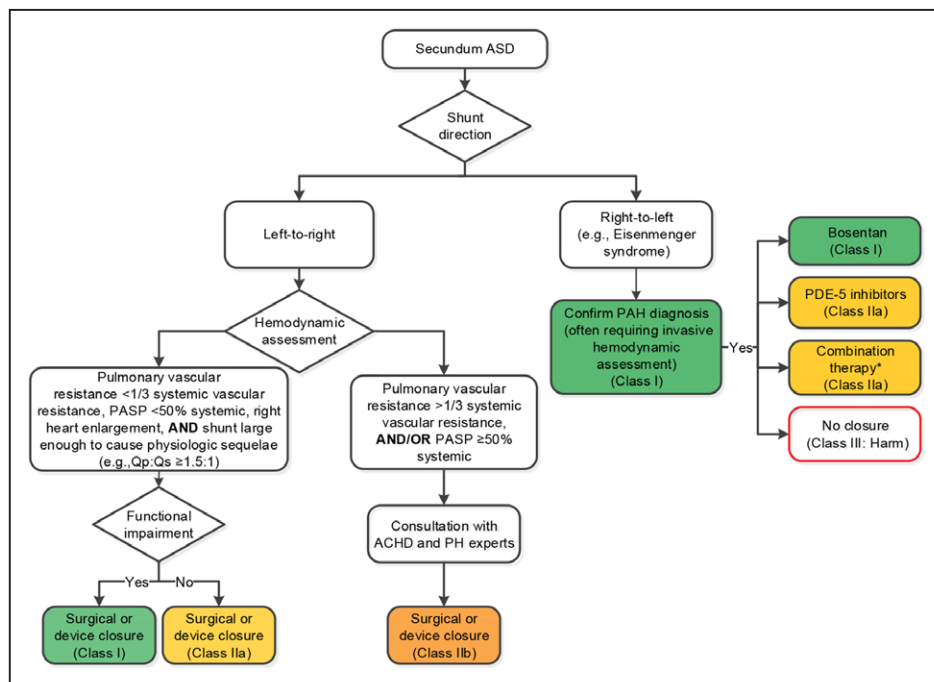 Secundum ASD
Shunt
direction
Left-to-right
Right-to-left
(e.g., Eisenmenger
syndrome)
Bosentan
(Class I)
PDE-5 inhibitors
(Class IIa)
Combination
therapy*
(Class IIa)
No closure
(Class III: Harm)
Confirm PAH diagnosis
(often requiring invasive
hemodynamic
assessment)
(Class I)
Yes
Hemodynamic
assessment
Pulmonary vascular
resistance <1/3 systemic vascular
resistance, PASP <50% systemic, right
heart enlargement, AND shunt large
enough to cause physiologic sequelae
(e.g.,Qp:Qs ≥1.5:1)
Pulmonary vascular
resistance >1/3 systemic
vascular resistance,
AND/OR PASP ≥50%
systemic
Functional
impairment
Consultation with
ACHD and PH experts
Yes
No
Surgical or
device closure
(Class I)
Surgical or
device closure
(Class IIa)
Surgical or
device closure
(Class IIb)